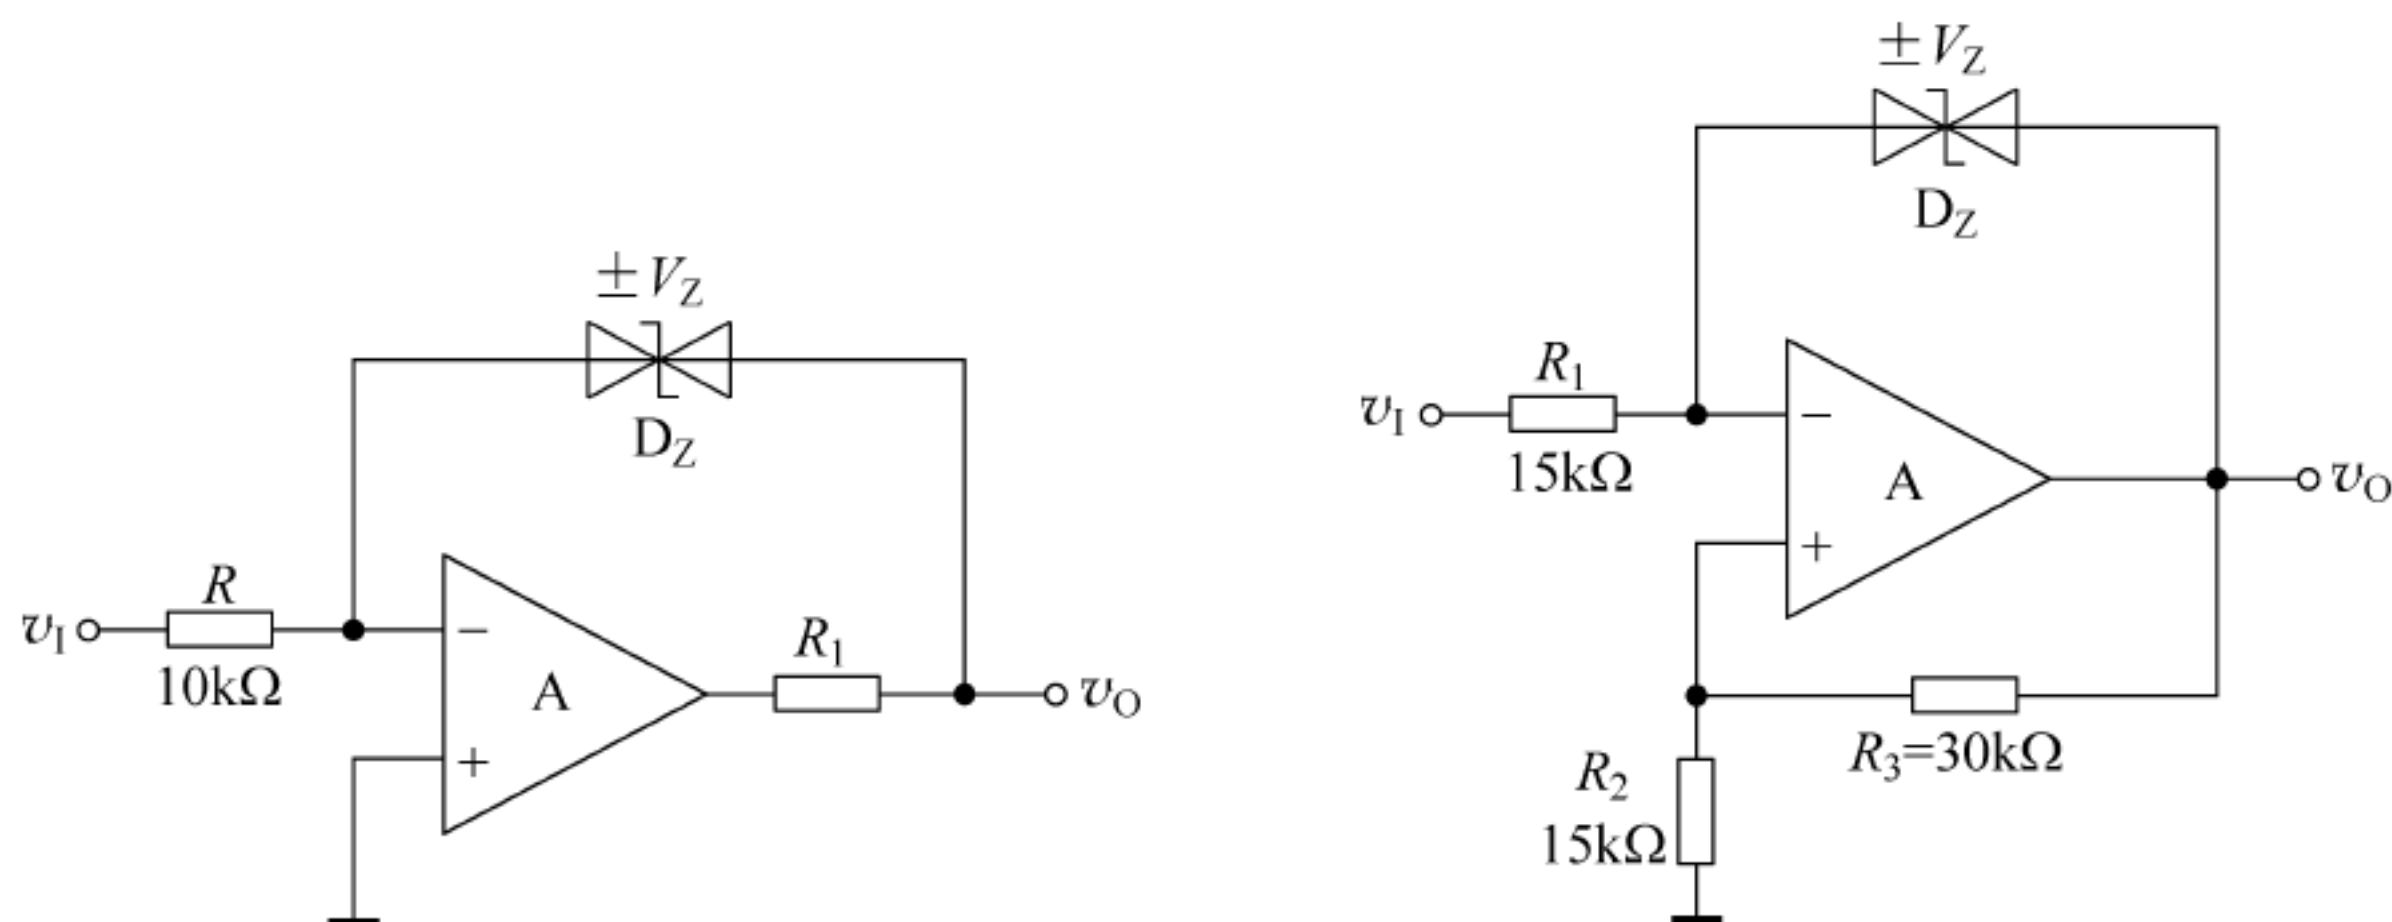 ±V_Z
D_Z
v_I
R
10kΩ
−
+
A
R_1
v_O
±V_Z
D_Z
v_I
R_1
15kΩ
−
+
A
v_O
R_3=30kΩ
R_2
15kΩ